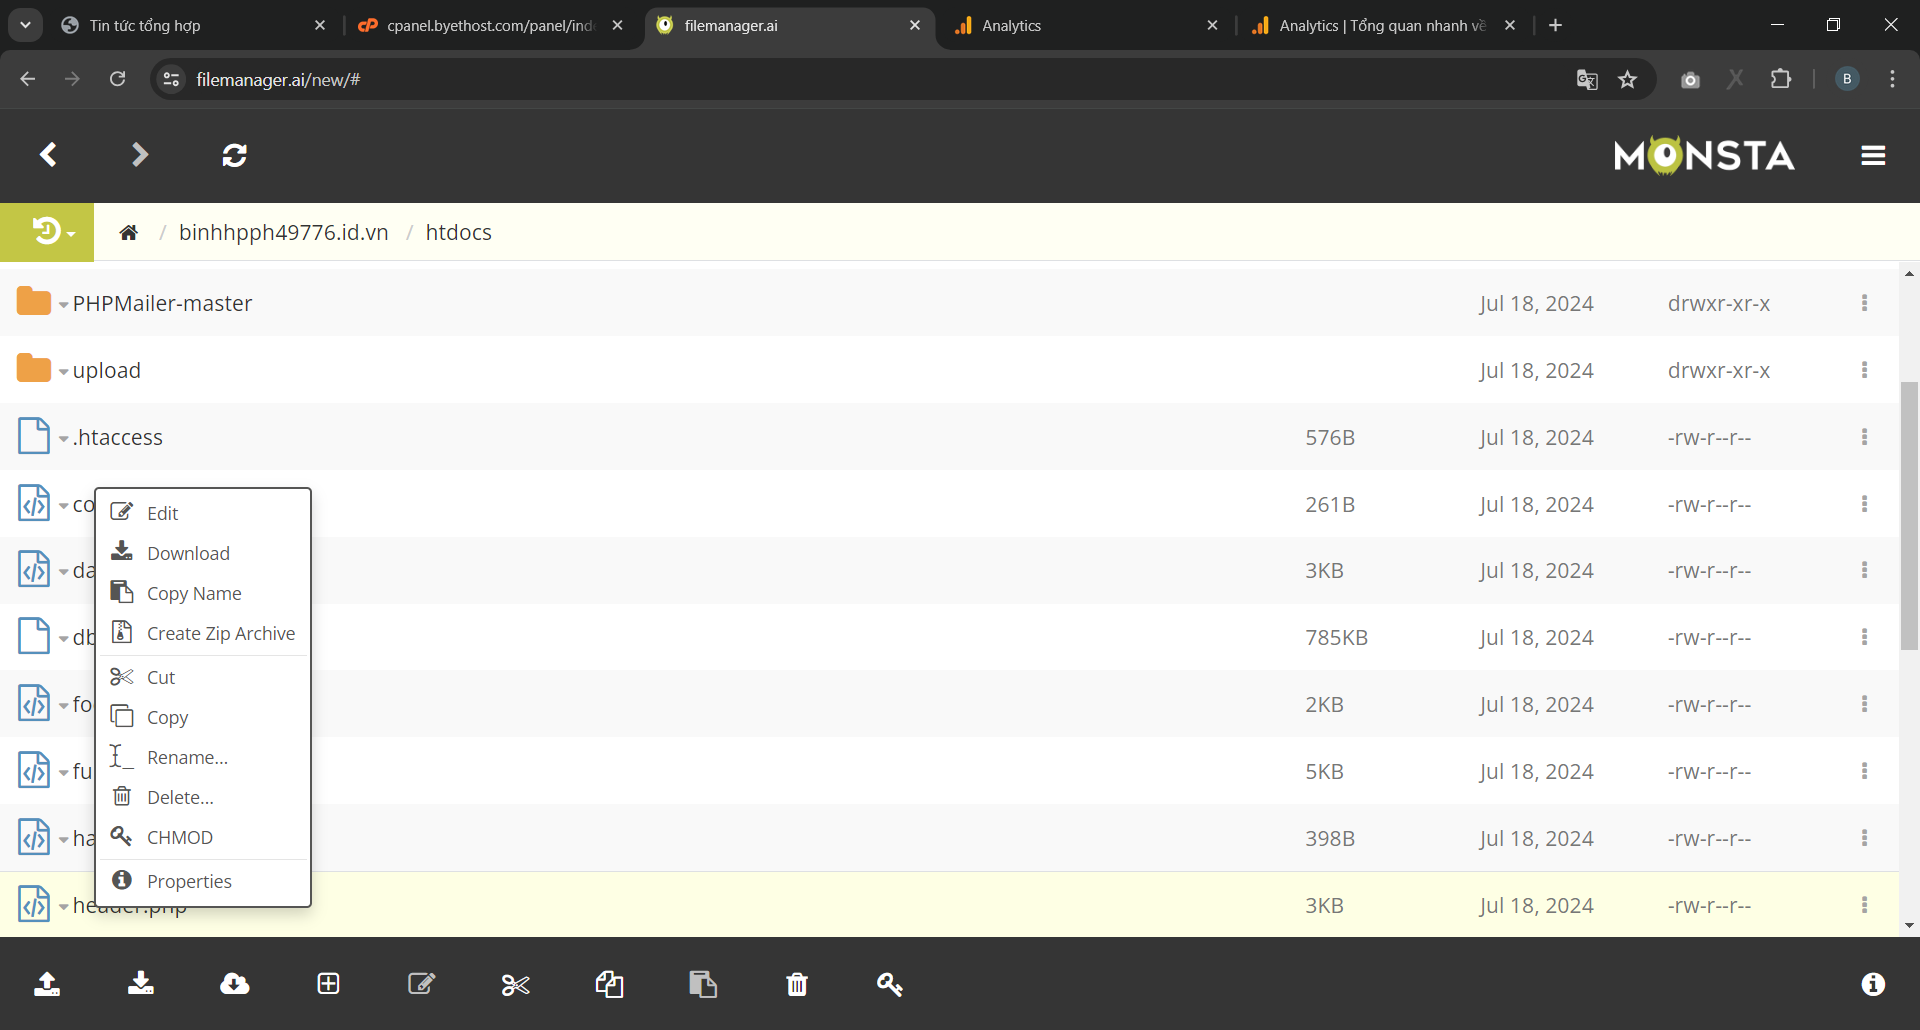 Tin tức tổng hợp
cpanel.byethost.com/panel/ind
filemanager.ai
Analytics
Analytics | Tổng quan nhanh về
filemanager.ai/new/#
B
MONSTA
/ binhhpph49776.id.vn / htdocs
PHPMailer-master Jul 18, 2024 drwxr-xr-x
upload Jul 18, 2024 drwxr-xr-x
.htaccess 576B Jul 18, 2024 -rw-r--r--
co 261B Jul 18, 2024 -rw-r--r--
da 3KB Jul 18, 2024 -rw-r--r--
db 785KB Jul 18, 2024 -rw-r--r--
fo 2KB Jul 18, 2024 -rw-r--r--
fu 5KB Jul 18, 2024 -rw-r--r--
ha 398B Jul 18, 2024 -rw-r--r--
header.php 3KB Jul 18, 2024 -rw-r--r--
Edit
Download
Copy Name
Create Zip Archive
Cut
Copy
Rename...
Delete...
CHMOD
Properties